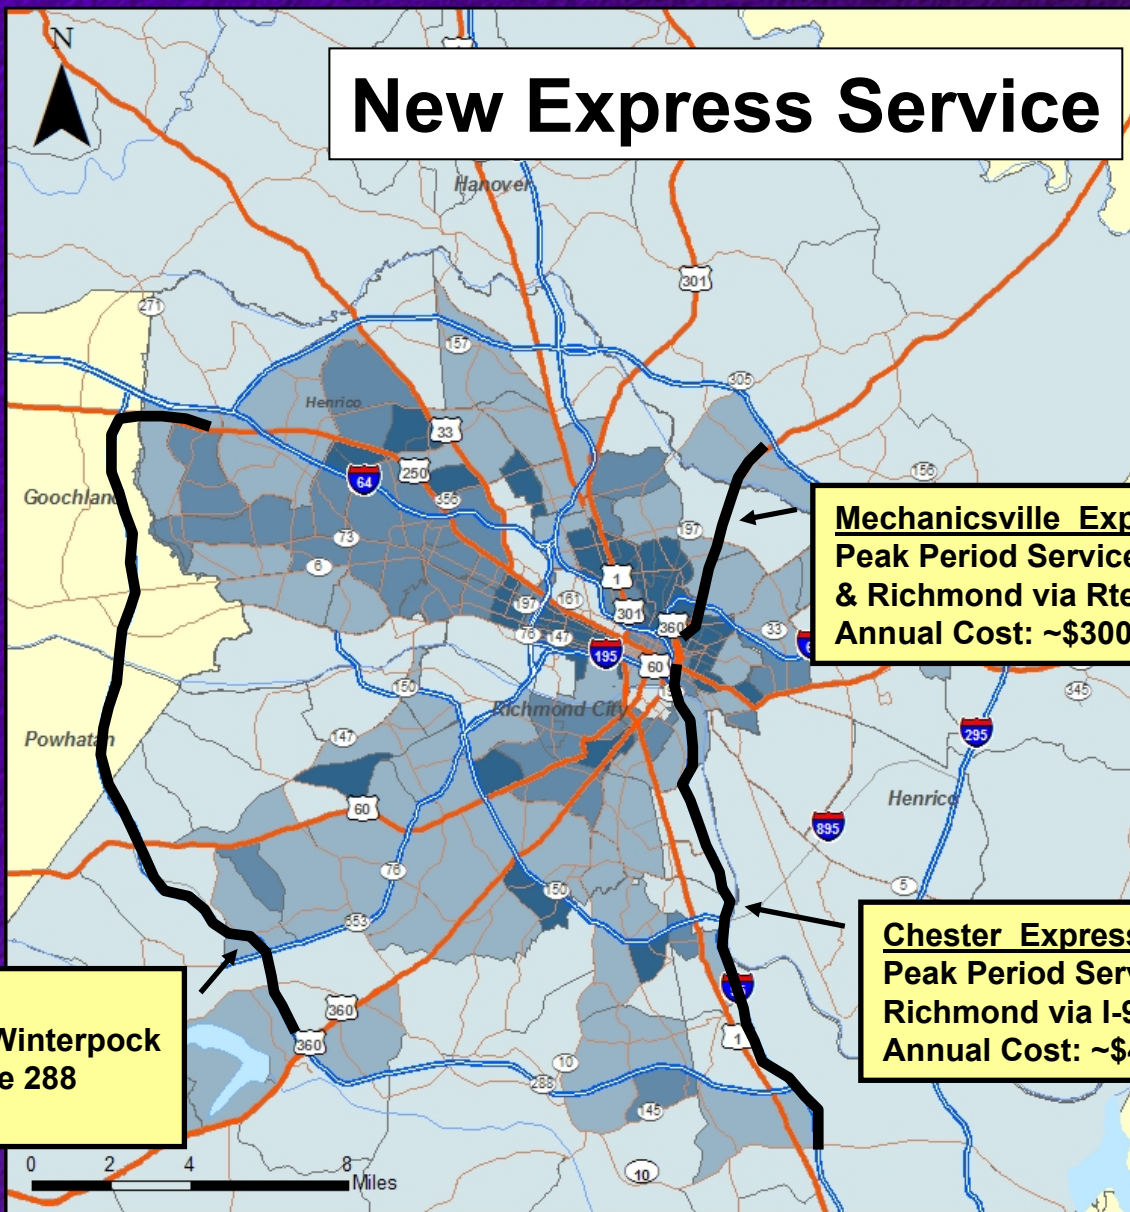 N
New Express Service
Hanover
301
271
157
305
Henrico
33
156
250
64
Goochland
456
197
73
6
Mechanicsville Exp
Peak Period Service
& Richmond via Rte
Annual Cost: ~$300
1
197
161
301
360
33
76
147
195
60
150
345
Richmond City
147
Powhatan
295
60
Henrico
895
76
5
150
653
Chester Express
Peak Period Serv
Richmond via I-9
Annual Cost: ~$4
360
1
Winterpock
e 288
360
10
288
145
10
0 2 4 8
Miles